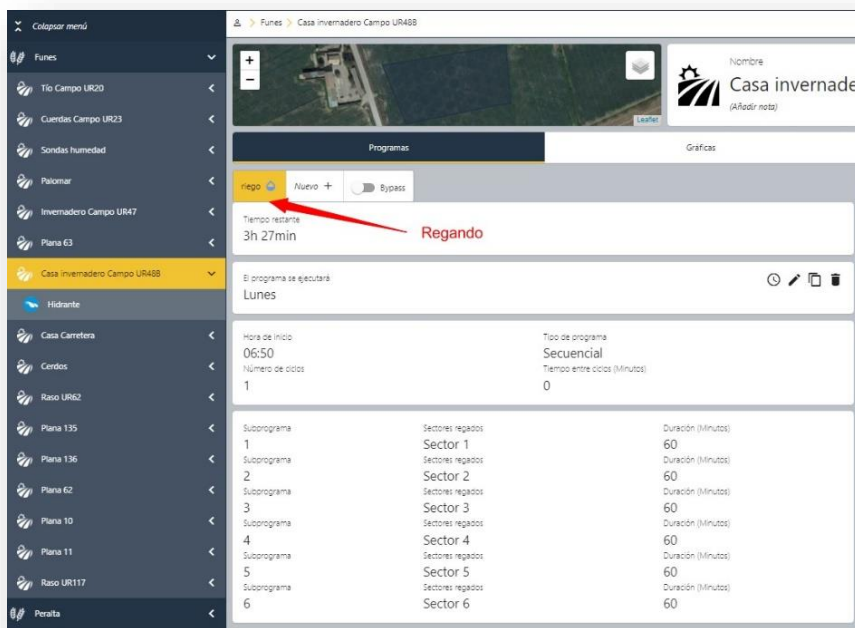 Colapsar menú
Funes
Tío Campo UR20
Cuerdas Campo UR23
Sondas humedad
Palomar
Invernadero Campo UR47
Plana 63
Casa invernadero Campo UR488
Hidrante
Casa Carretera
Cerdos
Raso UR62
Plana 135
Plana 136
Plana 62
Plana 10
Plana 11
Raso UR117
Peralta
> Funes > Casa invernadero Campo UR488
+
−
Leaflet
Nombre
Casa invernade
(Añadir nota)
Programas Gráficas
riego Nuevo + Bypass
Regando
Tiempo restante
3h 27min
El programa se ejecutará
Lunes
Hora de inicio Tipo de programa
06:50 Secuencial
Número de ciclos Tiempo entre ciclos (Minutos)
1 0
Subprograma Sectores regados Duración (Minutos)
1 Sector 1 60
Subprograma Sectores regados Duración (Minutos)
2 Sector 2 60
Subprograma Sectores regados Duración (Minutos)
3 Sector 3 60
Subprograma Sectores regados Duración (Minutos)
4 Sector 4 60
Subprograma Sectores regados Duración (Minutos)
5 Sector 5 60
Subprograma Sectores regados Duración (Minutos)
6 Sector 6 60